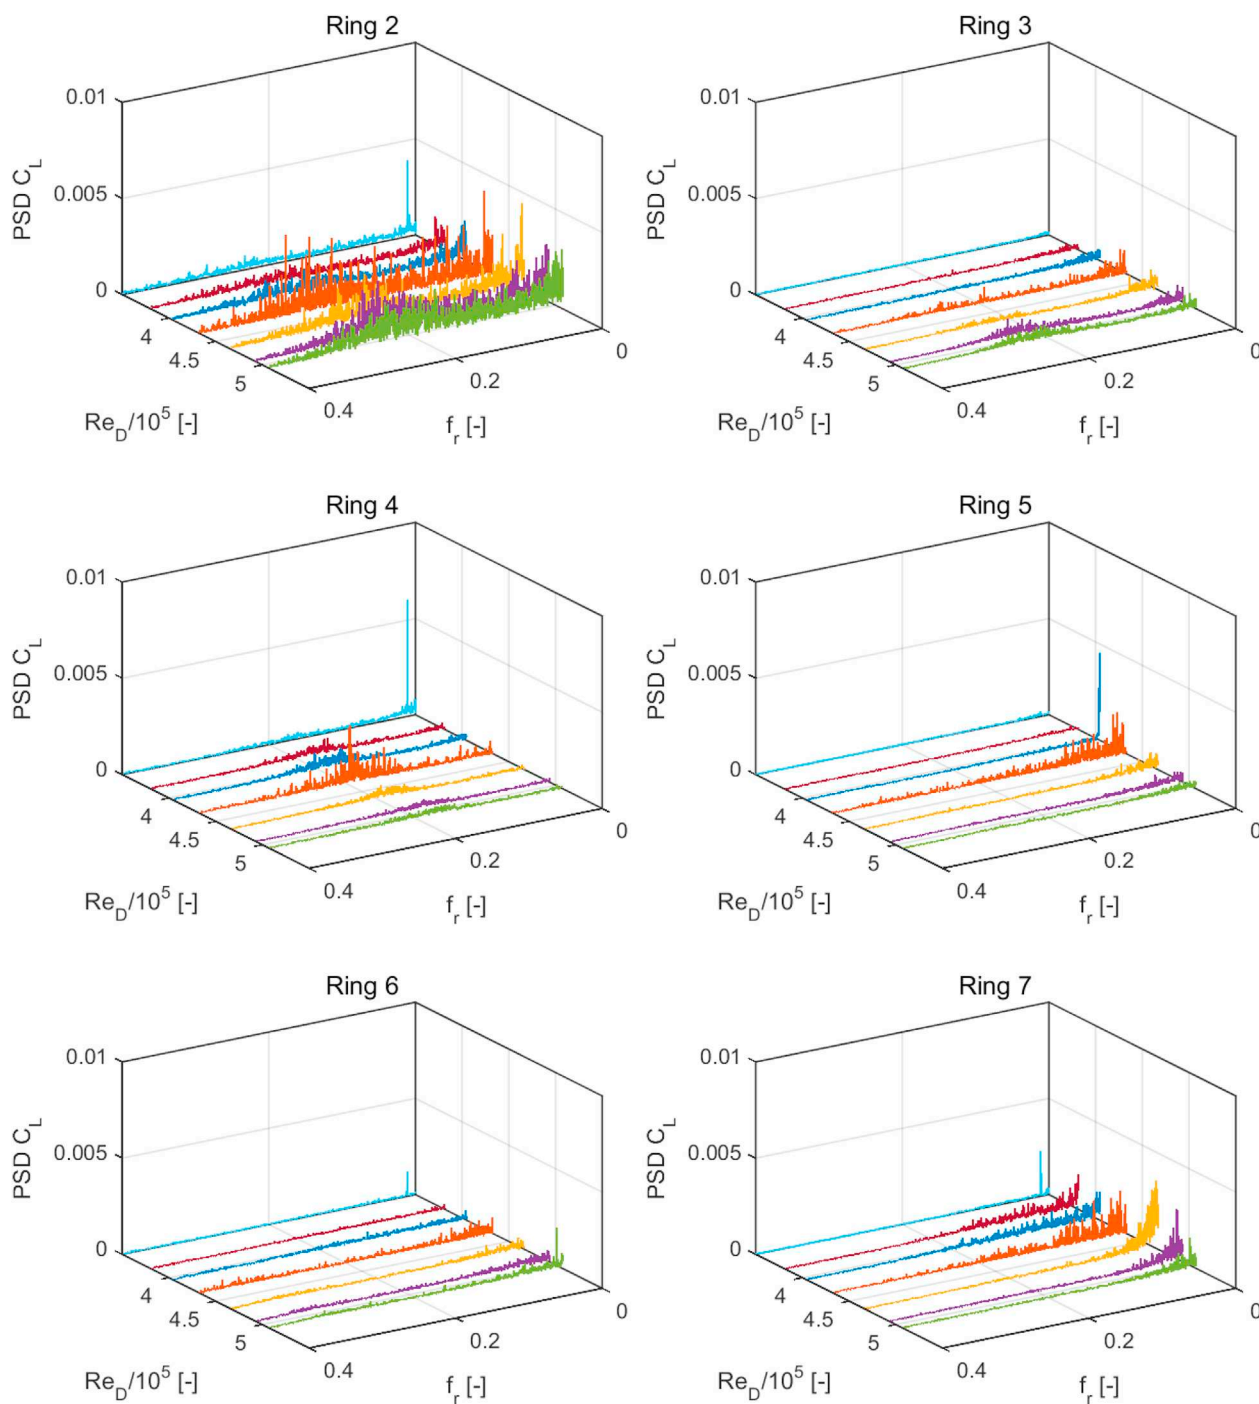 Ring 2
0.01
0.005
0
PSD C_L
4
4.5
5
Re_D/10^5 [-]
0.4
0.2
0
f_r [-]
Ring 3
0.01
0.005
0
PSD C_L
4
4.5
5
Re_D/10^5 [-]
0.4
0.2
0
f_r [-]
Ring 4
0.01
0.005
0
PSD C_L
4
4.5
5
Re_D/10^5 [-]
0.4
0.2
0
f_r [-]
Ring 5
0.01
0.005
0
PSD C_L
4
4.5
5
Re_D/10^5 [-]
0.4
0.2
0
f_r [-]
Ring 6
0.01
0.005
0
PSD C_L
4
4.5
5
Re_D/10^5 [-]
0.4
0.2
0
f_r [-]
Ring 7
0.01
0.005
0
PSD C_L
4
4.5
5
Re_D/10^5 [-]
0.4
0.2
0
f_r [-]